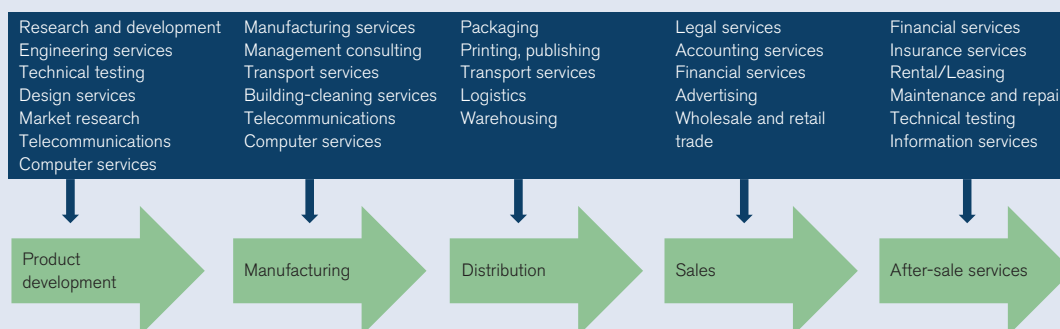 Research and development
Engineering services
Technical testing
Design services
Market research
Telecommunications
Computer services
Manufacturing services
Management consulting
Transport services
Building-cleaning services
Telecommunications
Computer services
Packaging
Printing, publishing
Transport services
Logistics
Warehousing
Legal services
Accounting services
Financial services
Advertising
Wholesale and retail
trade
Financial services
Insurance services
Rental/Leasing
Maintenance and repair
Technical testing
Information services
Product
development
Manufacturing
Distribution
Sales
After-sale services